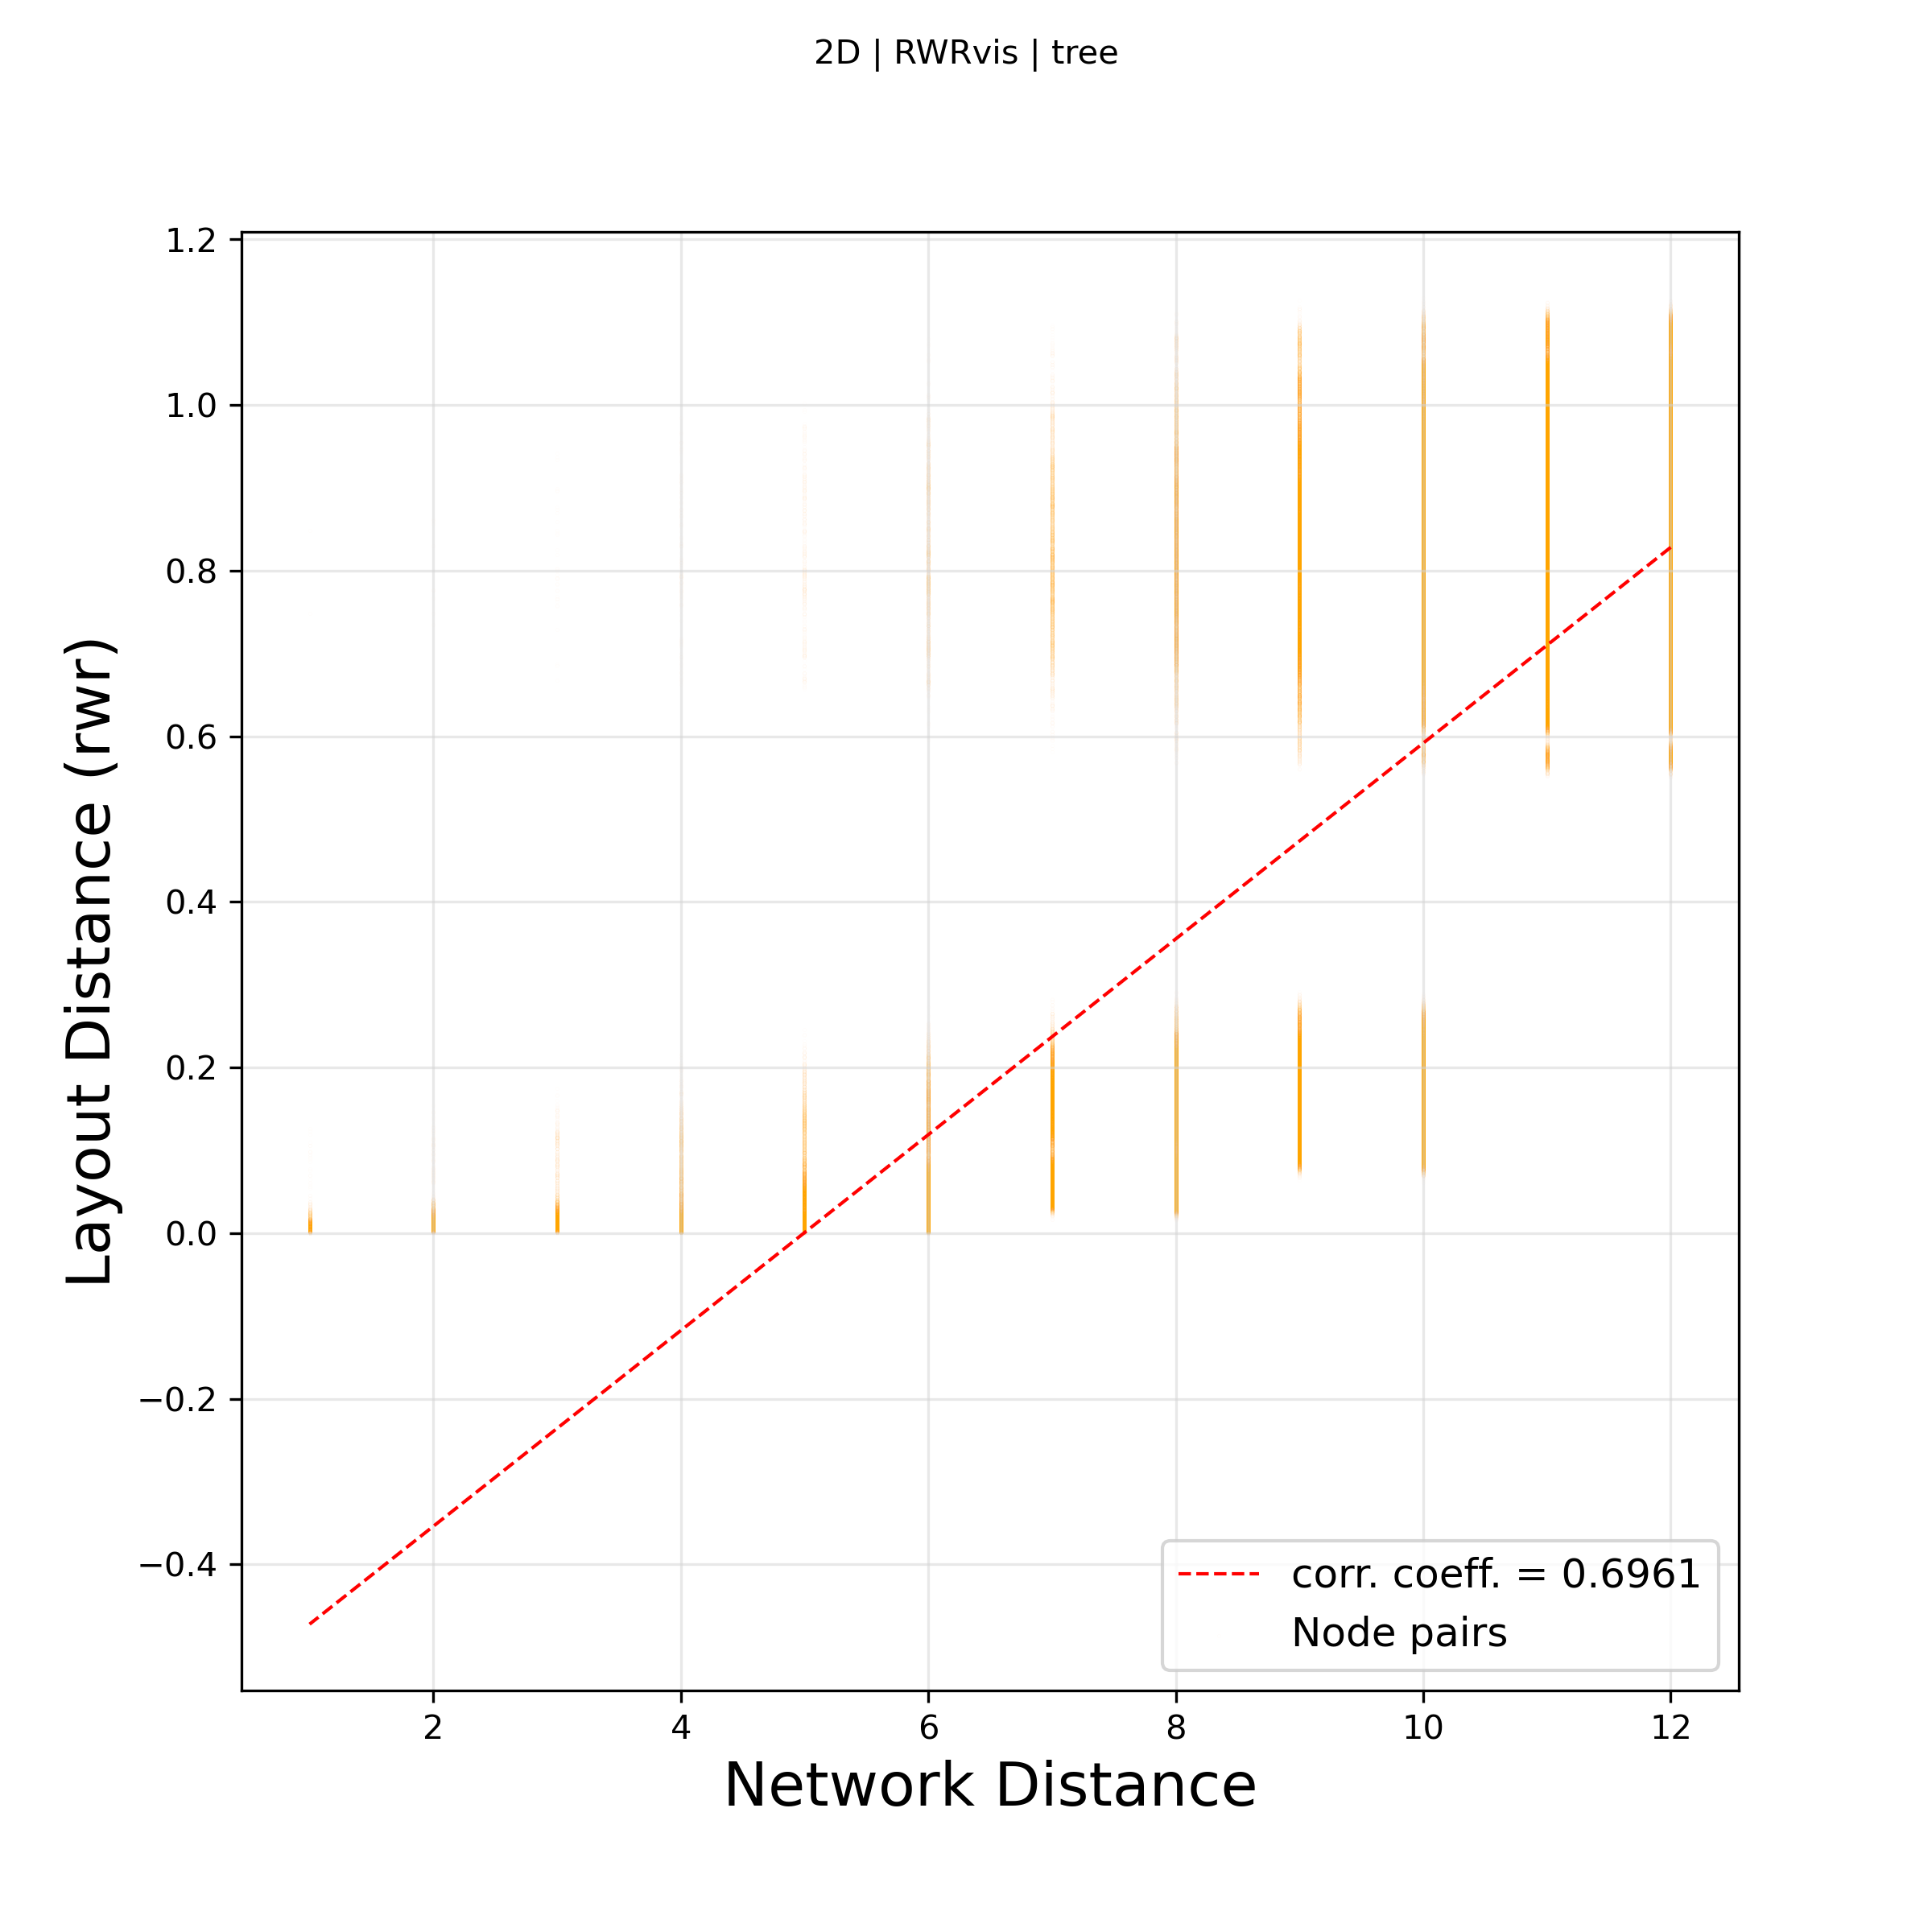 2D | RWRvis | tree
1.2
1.0
0.8
0.6
0.4
0.2
0.0
−0.2
−0.4
Layout Distance (rwr)
corr. coeff. = 0.6961
Node pairs
2 4 6 8 10 12
Network Distance